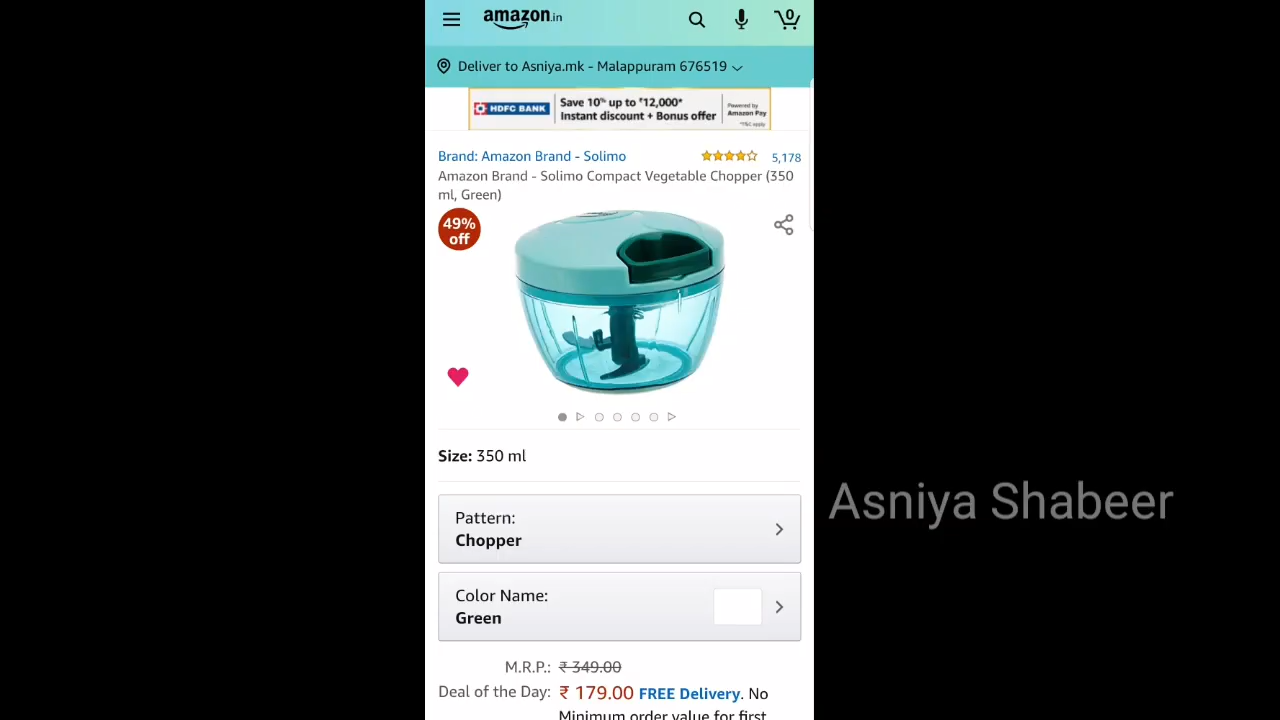 amazon.in
0
Deliver to Asniya.mk - Malappuram 676519
HDFC BANK
Save 10% up to ₹12,000*
Instant discount + Bonus offer
Powered by
Amazon Pay
*T&C apply
Brand: Amazon Brand - Solimo
5,178
Amazon Brand - Solimo Compact Vegetable Chopper (350
ml, Green)
49%
off
Size: 350 ml
Pattern:
Chopper
Asniya Shabeer
Color Name:
Green
M.R.P.: ₹ 349.00
Deal of the Day: ₹ 179.00 FREE Delivery. No
Minimum order value for first